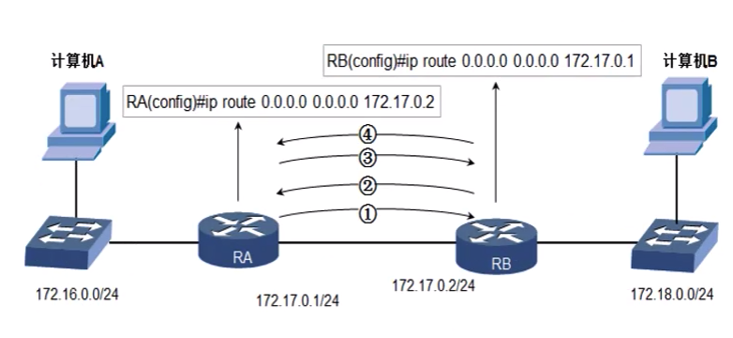 计算机A
RB(config)#ip route 0.0.0.0 0.0.0.0 172.17.0.1
计算机B
RA(config)#ip route 0.0.0.0 0.0.0.0 172.17.0.2
④
③
②
①
RA
RB
172.16.0.0/24
172.17.0.1/24
172.17.0.2/24
172.18.0.0/24